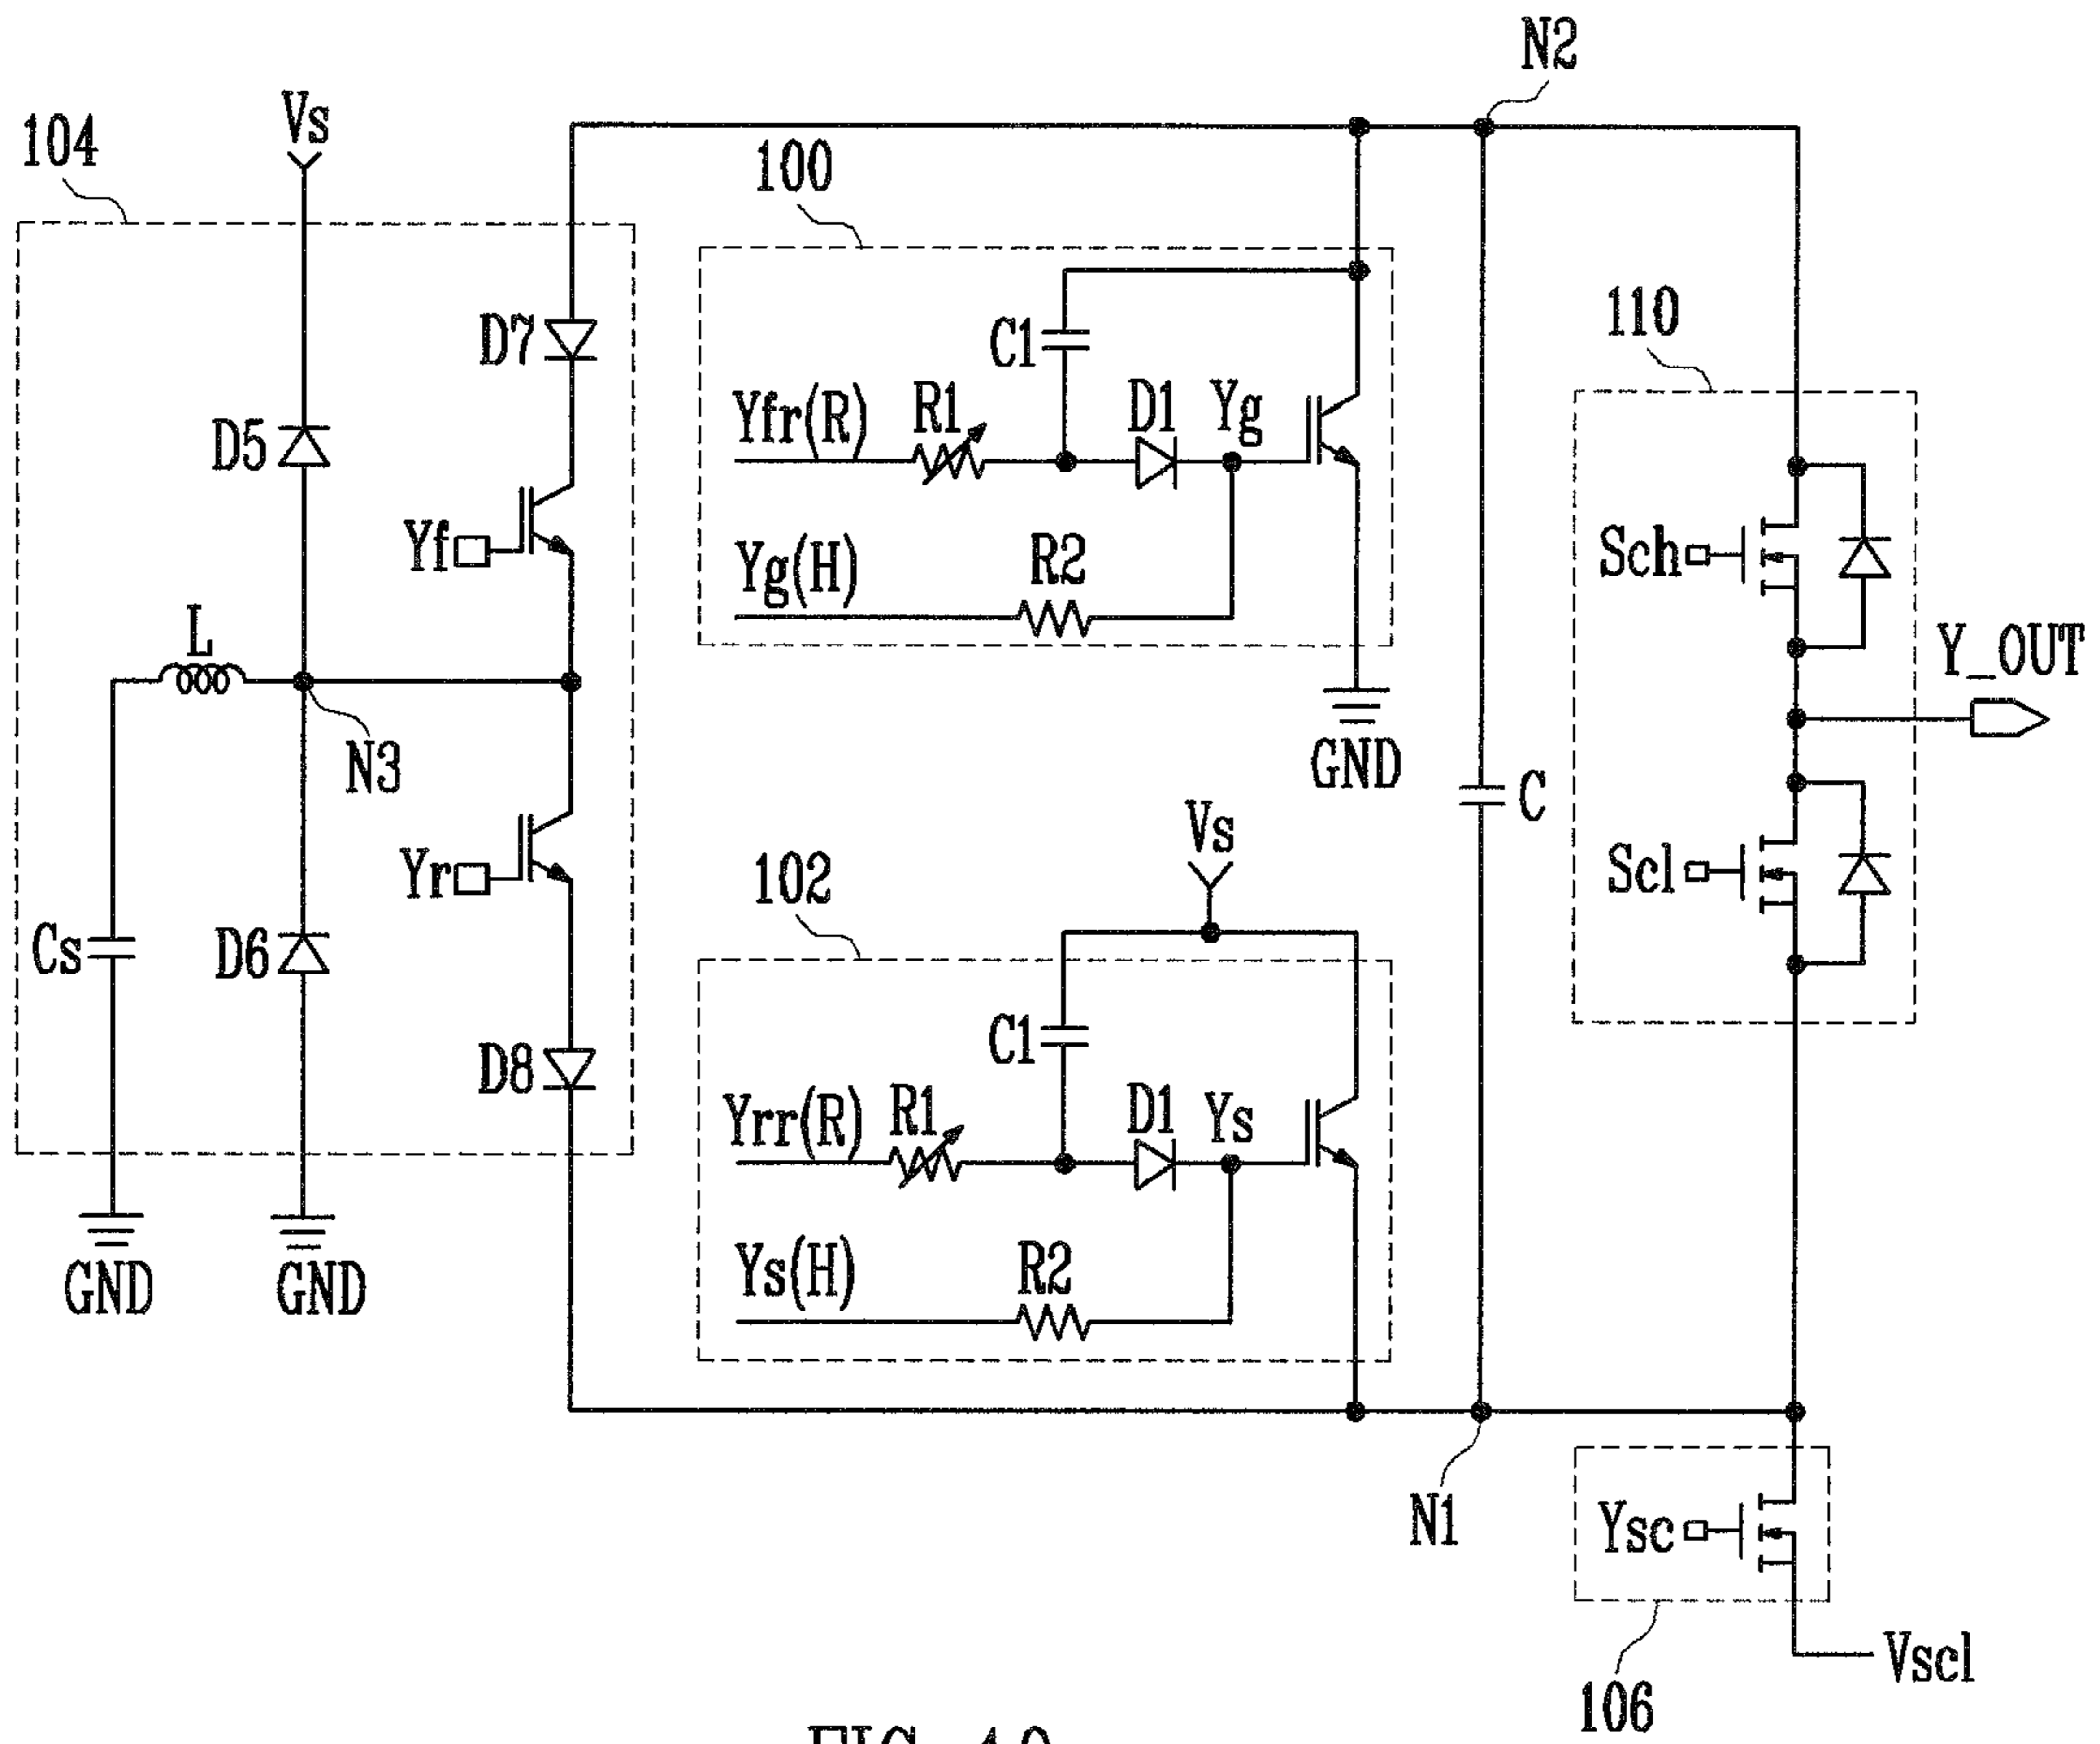 N2
Vs
104
100
D7
C1
110
Yfr(R)
R1
D1
Yg
D5
Yf
Sch
Yg(H)
R2
L
Y_OUT
N3
GND
C
Vs
Yr
102
Scl
Cs
D6
C1
D8
Yrr(R)
R1
D1
Ys
Ys(H)
R2
GND
GND
N1
Ysc
Vscl
106